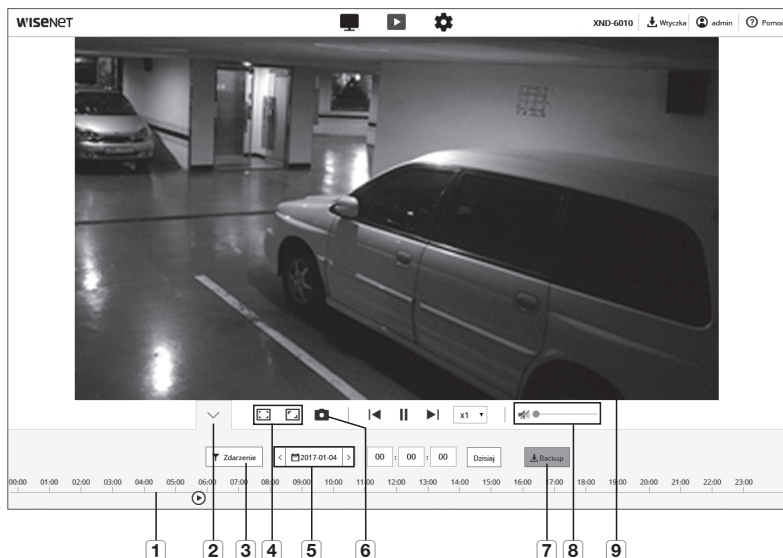 WISENET
XND-6010 Wtyczka admin Pomoc
x1
Zdarzenie 2017-01-04 00 : 00 : 00 Dzisiaj Backup
00:00 01:00 02:00 03:00 04:00 05:00 06:00 07:00 08:00 09:00 10:00 11:00 12:00 13:00 14:00 15:00 16:00 17:00 18:00 19:00 20:00 21:00 22:00 23:00
1 2 3 4 5 6 7 8 9